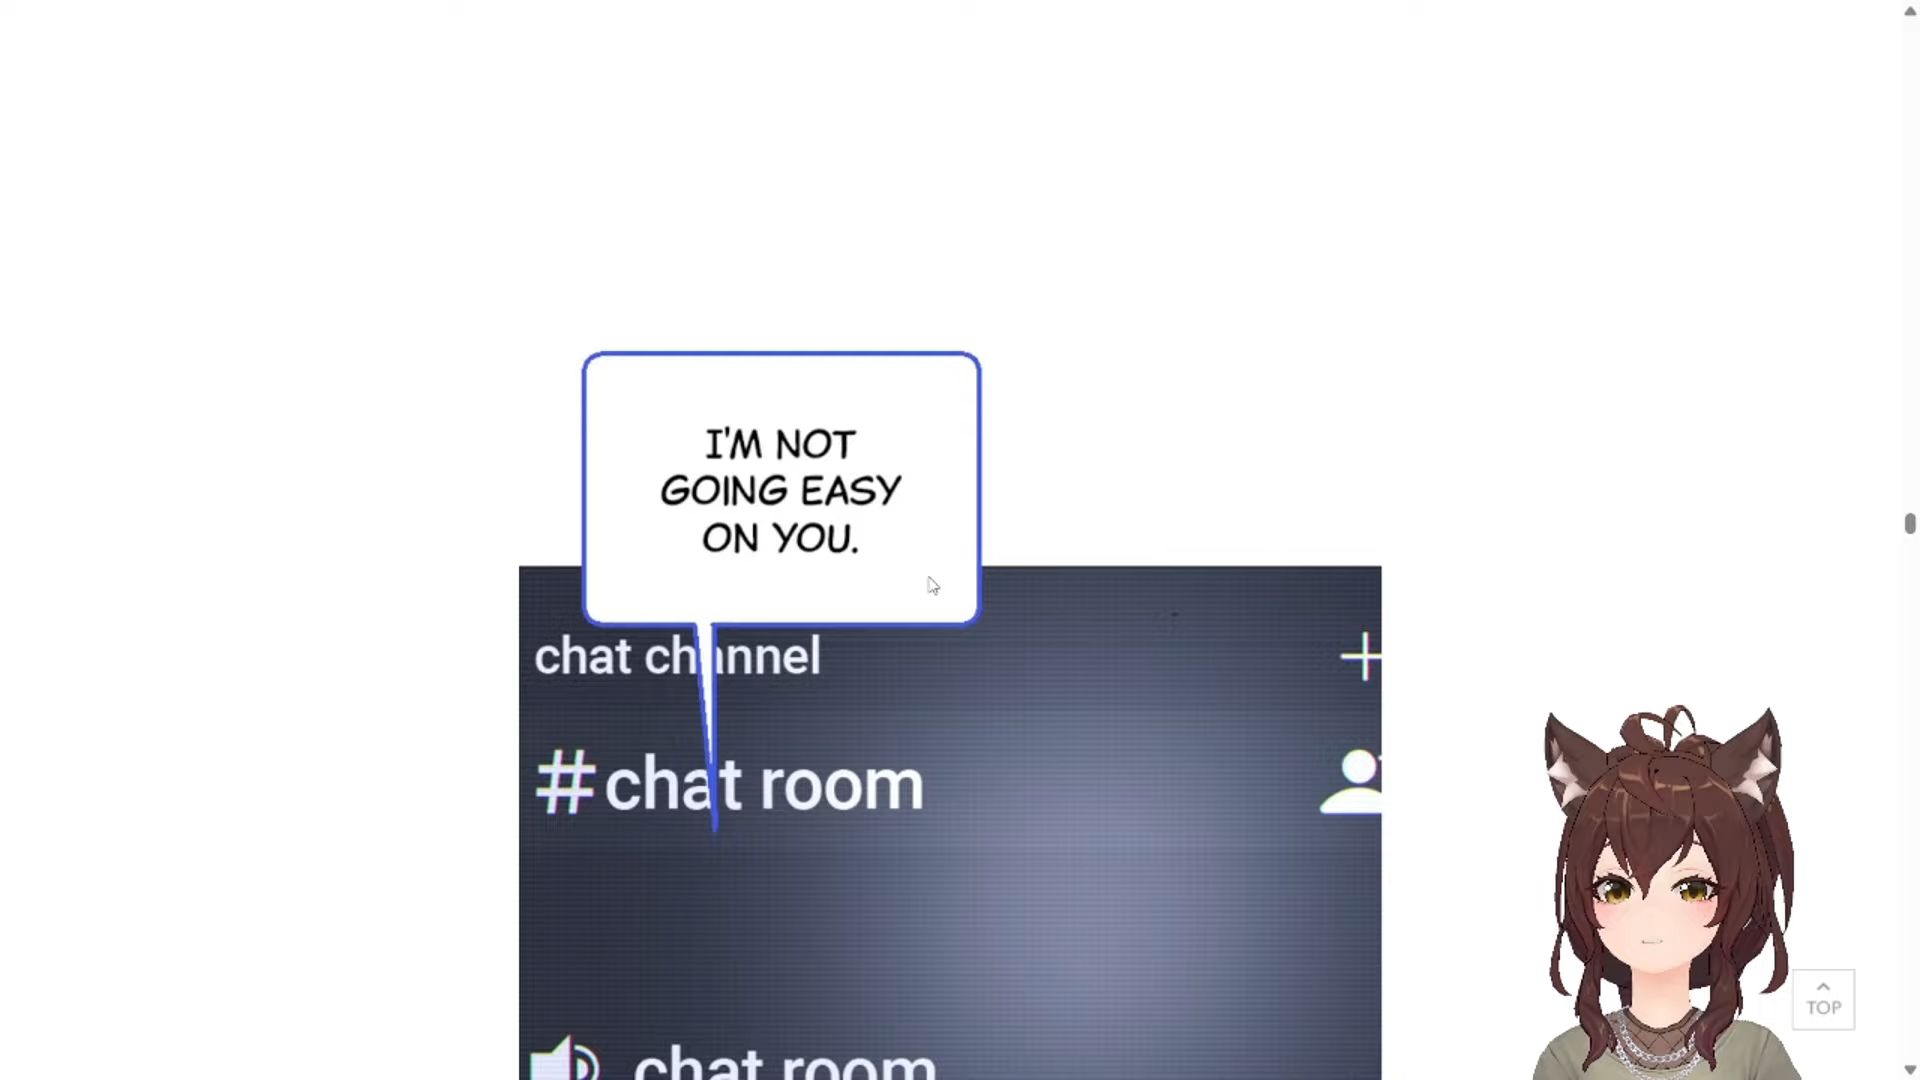 I'M NOT
GOING EASY
ON YOU.
chat channel
#chat room
chat room
TOP